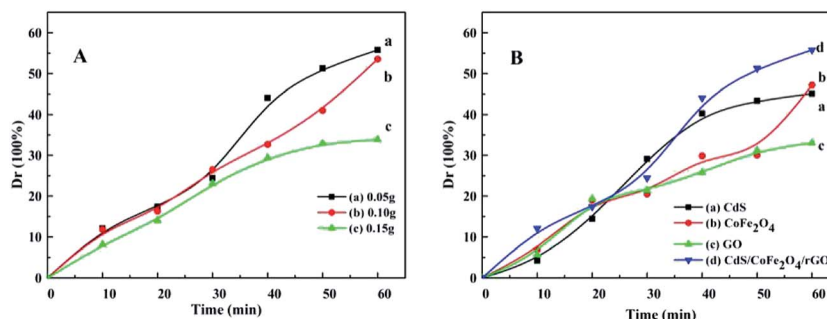 A
a
b
c
Dr (100%)
60
50
40
30
20
10
0
(a) 0.05g
(b) 0.10g
(c) 0.15g
0 10 20 30 40 50 60
Time (min)
B
d
b
a
c
Dr (100%)
60
50
40
30
20
10
0
(a) CdS
(b) CoFe₂O₄
(c) GO
(d) CdS/CoFe₂O₄/rGO
0 10 20 30 40 50 60
Time (min)